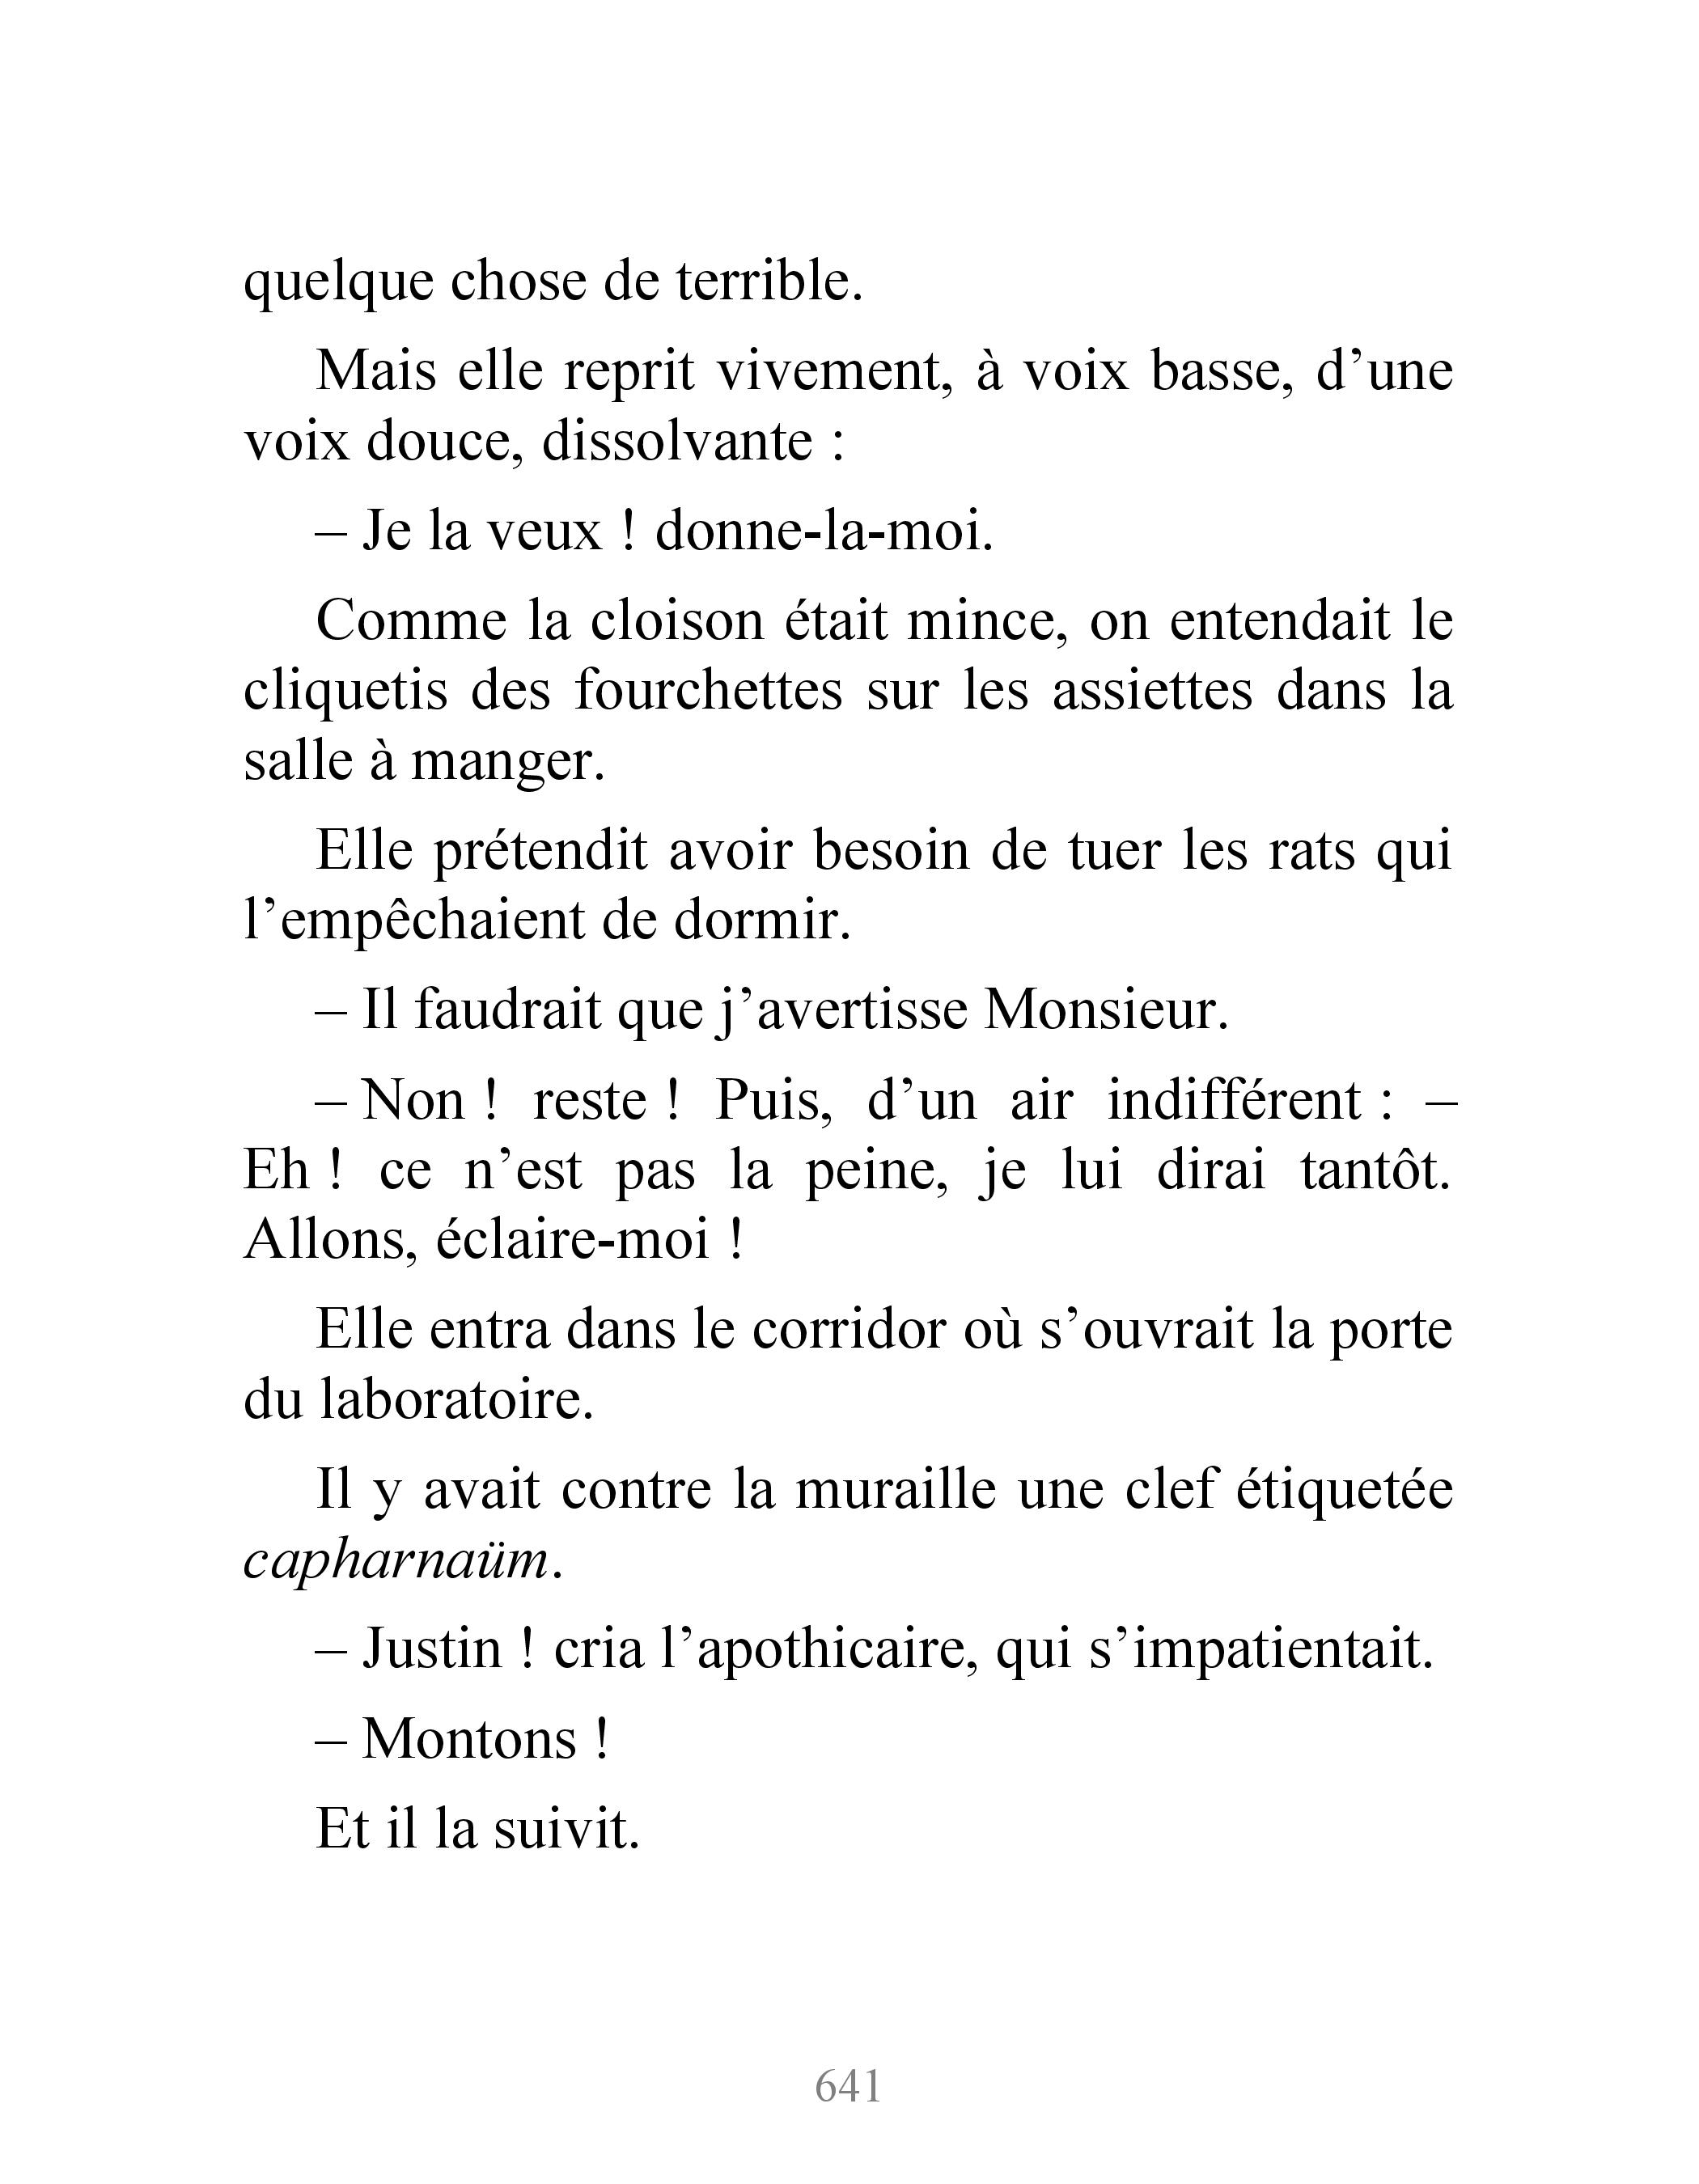 quelque chose de terrible.
Mais elle reprit vivement, à voix basse, d’une
voix douce, dissolvante :
– Je la veux ! donne-la-moi.
Comme la cloison était mince, on entendait le
cliquetis des fourchettes sur les assiettes dans la
salle à manger.
Elle prétendit avoir besoin de tuer les rats qui
l’empêchaient de dormir.
– Il faudrait que j’avertisse Monsieur.
– Non ! reste ! Puis, d’un air indifférent : –
Eh ! ce n’est pas la peine, je lui dirai tantôt.
Allons, éclaire-moi !
Elle entra dans le corridor où s’ouvrait la porte
du laboratoire.
Il y avait contre la muraille une clef étiquetée
capharnaüm.
– Justin ! cria l’apothicaire, qui s’impatientait.
– Montons !
Et il la suivit.
641